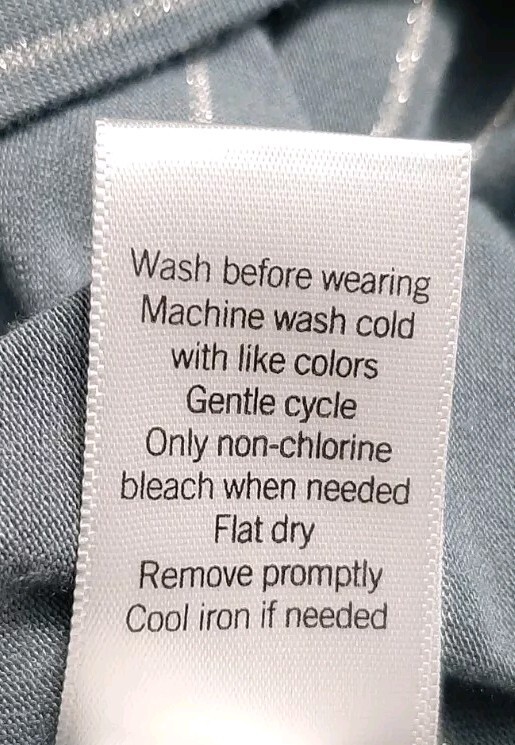 Wash before wearing
Machine wash cold
with like colors
Gentle cycle
Only non-chlorine
bleach when needed
Flat dry
Remove promptly
Cool iron if needed